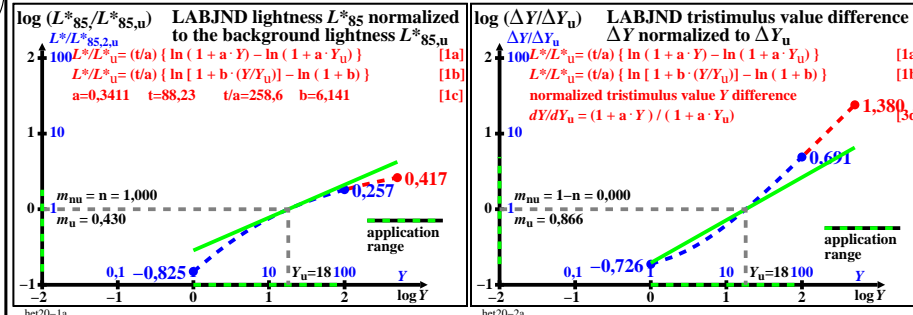 log (L*85,/L*85,u) LABJND lightness L*85 normalized
to the background lightness L*85,u
L*/L*85,2,u
L*/L*u= (t/a) { ln ( 1 + a·Y) − ln ( 1 + a·Yu) } [1a]
L*/L*u= (t/a) { ln [ 1 + b·(Y/Yu)] − ln ( 1 + b) } [1b]
a=0,3411 t=88,23 t/a=258,6 b=6,141 [1c]
2 100
1 10
0,417
0,257
mnu = n = 1,000
0 1
mu = 0,430
application
range
0,1 −0,825 10 Yu=18 100 Y
−1
−2 −1 0 1 2 log Y
het20-1a
log (ΔY/ΔYu) LABJND tristimulus value difference
ΔY normalized to ΔYu
ΔY/ΔYu
L*/L*u= (t/a) { ln ( 1 + a·Y) − ln ( 1 + a·Yu) } [1a
L*/L*u= (t/a) { ln [ 1 + b·(Y/Yu)] − ln ( 1 + b) } [1b
normalized tristimulus value Y difference
dY/dYu = (1 + a·Y ) / ( 1 + a·Yu)
2 100
1,380
1 10
0,691
mnu = 1−n = 0,000
0 1
mu = 0,866
application
range
0,1 −0,726 1 10 Yu=18 100 Y
−1
−2 −1 0 1 2 log Y
het20-2a